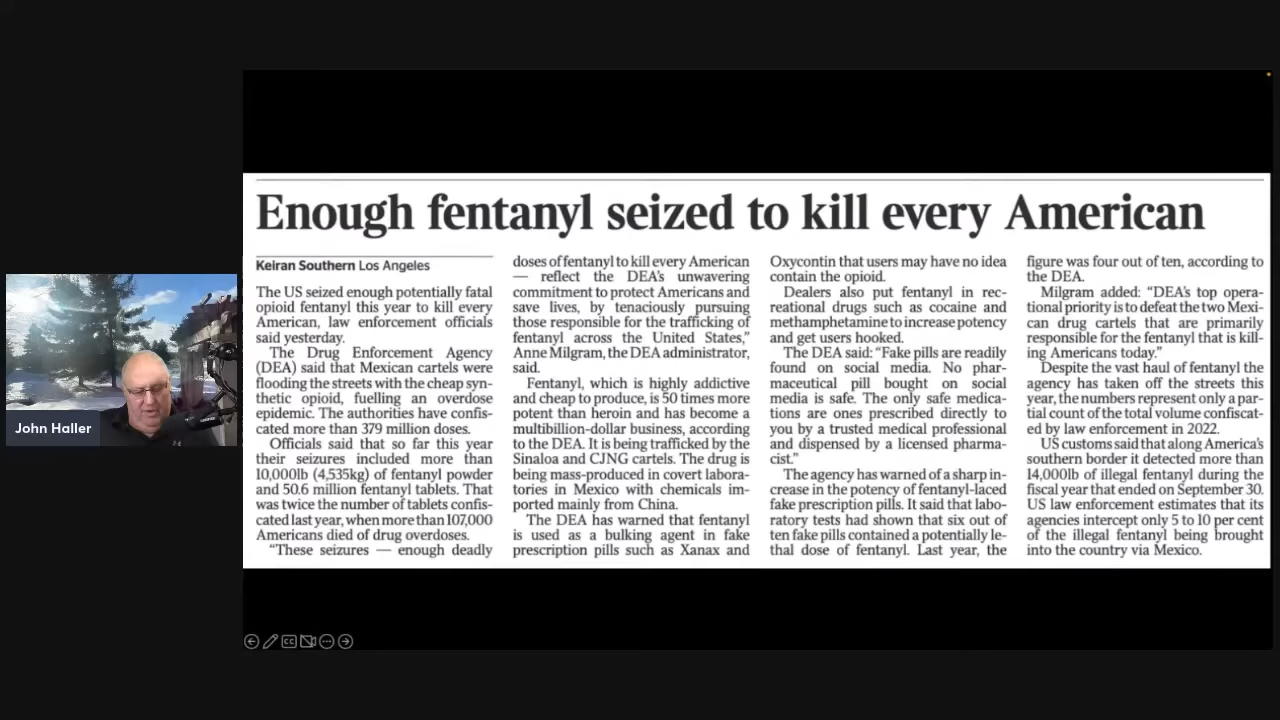 Enough fentanyl seized to kill every American
Keiran Southern Los Angeles
The US seized enough potentially fatal
opioid fentanyl this year to kill every
American, law enforcement officials
said yesterday.
The Drug Enforcement Agency
(DEA) said that Mexican cartels were
flooding the streets with the cheap syn-
thetic opioid, fuelling an overdose
epidemic. The authorities have confis-
cated more than 379 million doses.
Officials said that so far this year
their seizures included more than
10,000lb (4,535kg) of fentanyl powder
and 50.6 million fentanyl tablets. That
was twice the number of tablets confis-
cated last year, when more than 107,000
Americans died of drug overdoses.
“These seizures — enough deadly
doses of fentanyl to kill every American
— reflect the DEA’s unwavering
commitment to protect Americans and
save lives, by tenaciously pursuing
those responsible for the trafficking of
fentanyl across the United States,”
Anne Milgram, the DEA administrator,
said.
Fentanyl, which is highly addictive
and cheap to produce, is 50 times more
potent than heroin and has become a
multibillion-dollar business, according
to the DEA. It is being trafficked by the
Sinaloa and CJNG cartels. The drug is
being mass-produced in covert labora-
tories in Mexico with chemicals im-
ported mainly from China.
The DEA has warned that fentanyl
is used as a bulking agent in fake
prescription pills such as Xanax and
Oxycontin that users may have no idea
contain the opioid.
Dealers also put fentanyl in rec-
reational drugs such as cocaine and
methamphetamine to increase potency
and get users hooked.
The DEA said: “Fake pills are readily
found on social media. No phar-
maceutical pill bought on social
media is safe. The only safe medica-
tions are ones prescribed directly to
you by a trusted medical professional
and dispensed by a licensed pharma-
cist.”
The agency has warned of a sharp in-
crease in the potency of fentanyl-laced
fake prescription pills. It said that labo-
ratory tests had shown that six out of
ten fake pills contained a potentially le-
thal dose of fentanyl. Last year, the
figure was four out of ten, according to
the DEA.
Milgram added: “DEA’s top opera-
tional priority is to defeat the two Mexi-
can drug cartels that are primarily
responsible for the fentanyl that is kill-
ing Americans today.”
Despite the vast haul of fentanyl the
agency has taken off the streets this
year, the numbers represent only a par-
tial count of the total volume confiscat-
ed by law enforcement in 2022.
US customs said that along America’s
southern border it detected more than
14,000lb of illegal fentanyl during the
fiscal year that ended on September 30.
US law enforcement estimates that its
agencies intercept only 5 to 10 per cent
of the illegal fentanyl being brought
into the country via Mexico.
John Haller
CC